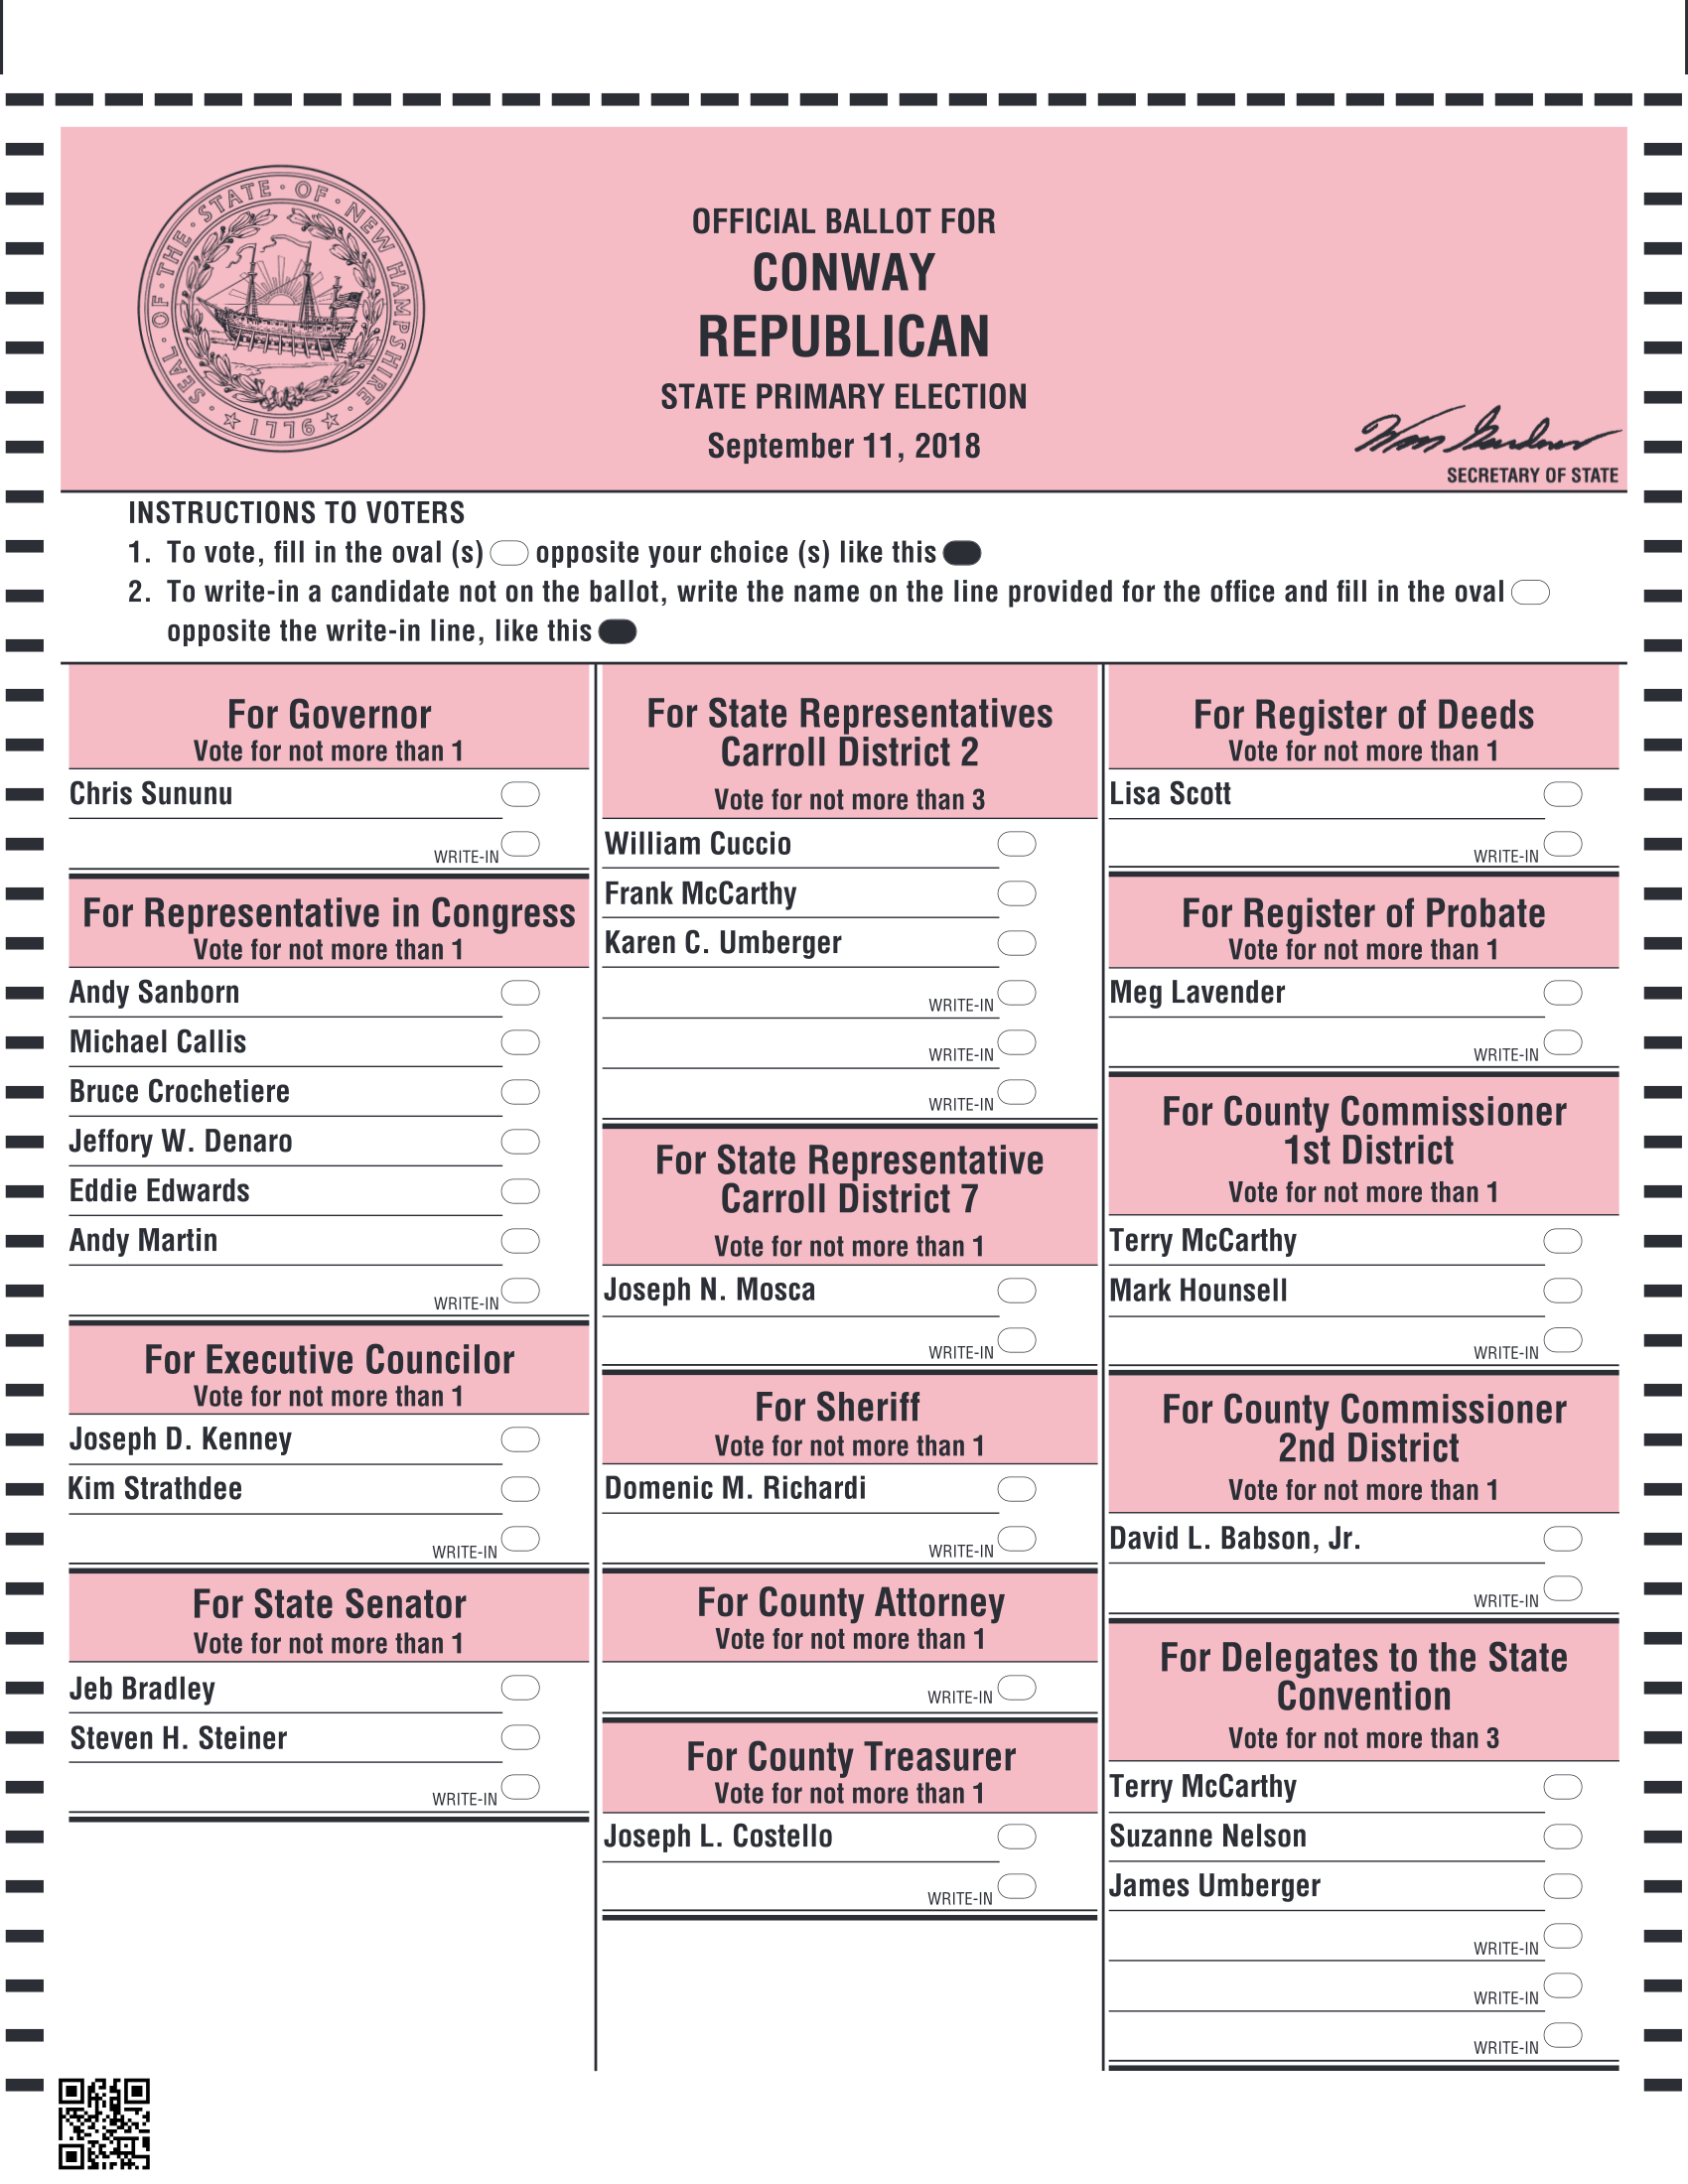 SEAL · OF · THE · STATE · OF · NEW HAMPSHIRE · 1776
OFFICIAL BALLOT FOR
CONWAY
REPUBLICAN
STATE PRIMARY ELECTION
September 11, 2018
SECRETARY OF STATE
INSTRUCTIONS TO VOTERS
1. To vote, fill in the oval (s) opposite your choice (s) like this
2. To write-in a candidate not on the ballot, write the name on the line provided for the office and fill in the oval
opposite the write-in line, like this
For Governor
Vote for not more than 1
Chris Sununu
WRITE-IN
For Representative in Congress
Vote for not more than 1
Andy Sanborn
Michael Callis
Bruce Crochetiere
Jeffory W. Denaro
Eddie Edwards
Andy Martin
WRITE-IN
For Executive Councilor
Vote for not more than 1
Joseph D. Kenney
Kim Strathdee
WRITE-IN
For State Senator
Vote for not more than 1
Jeb Bradley
Steven H. Steiner
WRITE-IN
For State Representatives
Carroll District 2
Vote for not more than 3
William Cuccio
Frank McCarthy
Karen C. Umberger
WRITE-IN
WRITE-IN
WRITE-IN
For State Representative
Carroll District 7
Vote for not more than 1
Joseph N. Mosca
WRITE-IN
For Sheriff
Vote for not more than 1
Domenic M. Richardi
WRITE-IN
For County Attorney
Vote for not more than 1
WRITE-IN
For County Treasurer
Vote for not more than 1
Joseph L. Costello
WRITE-IN
For Register of Deeds
Vote for not more than 1
Lisa Scott
WRITE-IN
For Register of Probate
Vote for not more than 1
Meg Lavender
WRITE-IN
For County Commissioner
1st District
Vote for not more than 1
Terry McCarthy
Mark Hounsell
WRITE-IN
For County Commissioner
2nd District
Vote for not more than 1
David L. Babson, Jr.
WRITE-IN
For Delegates to the State
Convention
Vote for not more than 3
Terry McCarthy
Suzanne Nelson
James Umberger
WRITE-IN
WRITE-IN
WRITE-IN